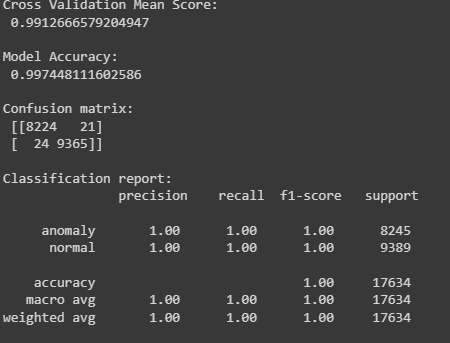 Cross Validation Mean Score:
0.9912666579204947
Model Accuracy:
0.997448111602586
Confusion matrix:
[[8224 21]
[ 24 9365]]
Classification report:
precision recall f1-score support
anomaly 1.00 1.00 1.00 8245
normal 1.00 1.00 1.00 9389
accuracy 1.00 17634
macro avg 1.00 1.00 1.00 17634
weighted avg 1.00 1.00 1.00 17634